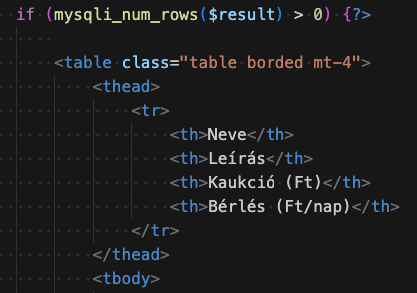 if (mysqli_num_rows($result) > 0) {?>
<table class="table borded mt-4">
<thead>
<tr>
<th>Neve</th>
<th>Leírás</th>
<th>Kaukció (Ft)</th>
<th>Bérlés (Ft/nap)</th>
</tr>
</thead>
<tbody>